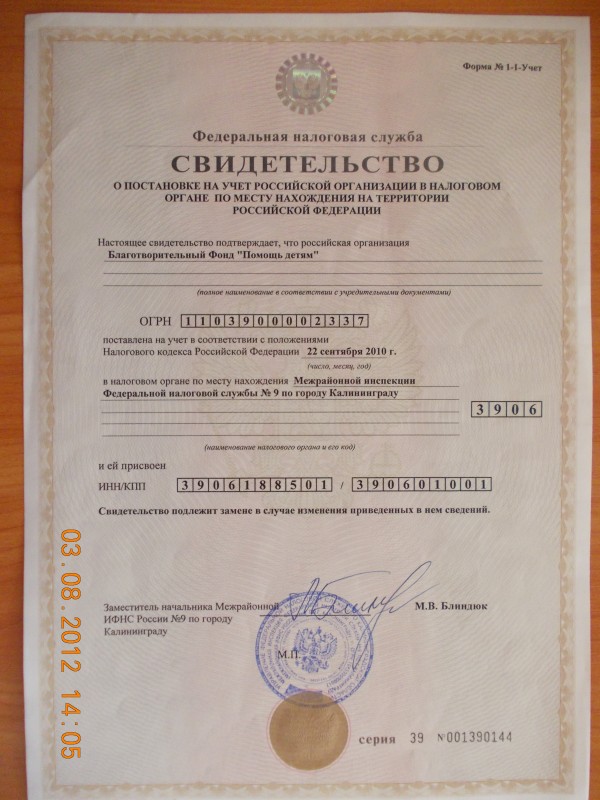 Форма № 1-1-Учет
Федеральная налоговая служба
СВИДЕТЕЛЬСТВО
О ПОСТАНОВКЕ НА УЧЕТ РОССИЙСКОЙ ОРГАНИЗАЦИИ В НАЛОГОВОМ
ОРГАНЕ ПО МЕСТУ НАХОЖДЕНИЯ НА ТЕРРИТОРИИ
РОССИЙСКОЙ ФЕДЕРАЦИИ
Настоящее свидетельство подтверждает, что российская организация
Благотворительный Фонд "Помощь детям"
(полное наименование в соответствии с учредительными документами)
ОГРН 1103900002337
поставлена на учет в соответствии с положениями
Налогового кодекса Российской Федерации 22 сентября 2010 г.
(число, месяц, год)
в налоговом органе по месту нахождения Межрайонной инспекции
Федеральной налоговой службы № 9 по городу Калининграду
3906
(наименование налогового органа и его код)
и ей присвоен
ИНН/КПП 3906188501 / 390601001
Свидетельство подлежит замене в случае изменения приведенных в нем сведений.
Заместитель начальника Межрайонной М.В. Блиндюк
ИФНС России №9 по городу
Калининграду
М.П.
серия 39 №001390144
03.08.2012 14:05